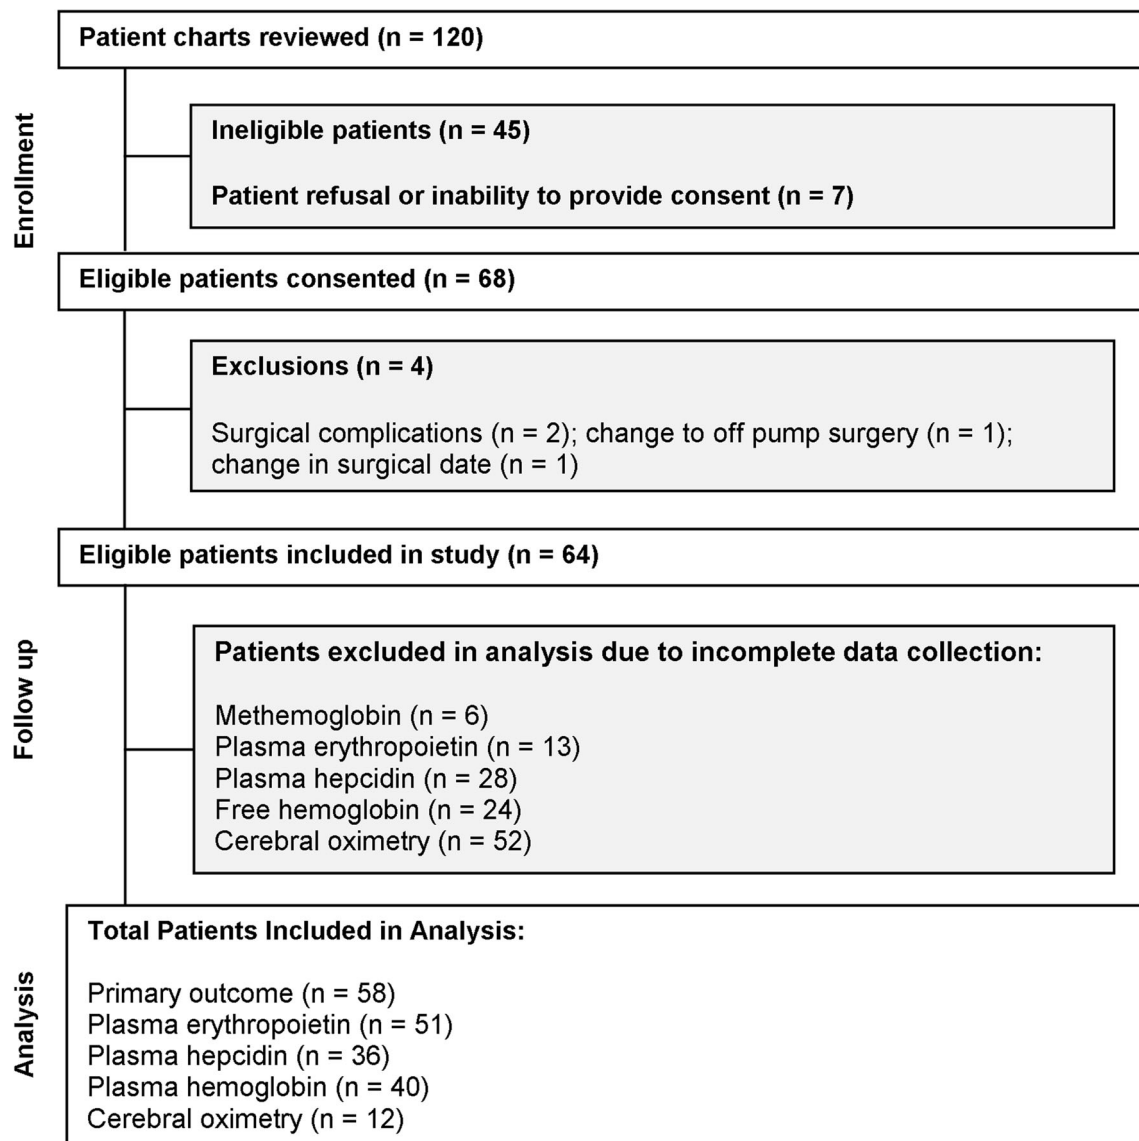 Patient charts reviewed (n = 120)
Enrollment
Ineligible patients (n = 45)
Patient refusal or inability to provide consent (n = 7)
Eligible patients consented (n = 68)
Exclusions (n = 4)
Surgical complications (n = 2); change to off pump surgery (n = 1);
change in surgical date (n = 1)
Eligible patients included in study (n = 64)
Follow up
Patients excluded in analysis due to incomplete data collection:
Methemoglobin (n = 6)
Plasma erythropoietin (n = 13)
Plasma hepcidin (n = 28)
Free hemoglobin (n = 24)
Cerebral oximetry (n = 52)
Analysis
Total Patients Included in Analysis:
Primary outcome (n = 58)
Plasma erythropoietin (n = 51)
Plasma hepcidin (n = 36)
Plasma hemoglobin (n = 40)
Cerebral oximetry (n = 12)